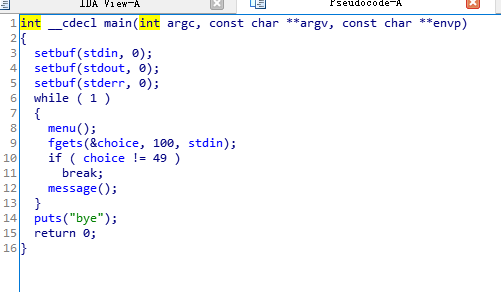 IDA View-A Pseudocode-A
1 int __cdecl main(int argc, const char **argv, const char **envp)
2 {
3 setbuf(stdin, 0);
4 setbuf(stdout, 0);
5 setbuf(stderr, 0);
6 while ( 1 )
7 {
8 menu();
9 fgets(&choice, 100, stdin);
10 if ( choice != 49 )
11 break;
12 message();
13 }
14 puts("bye");
15 return 0;
16 }